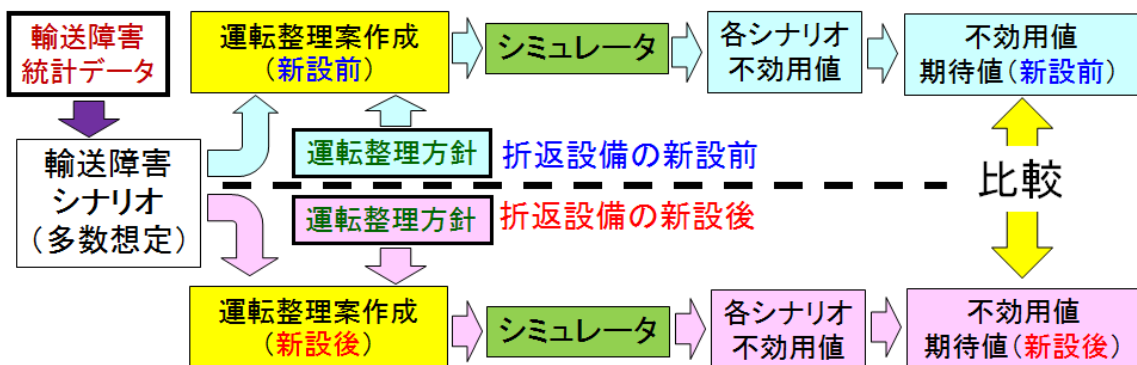 輸送障害
統計データ
運転整理案作成
（新設前）
シミュレータ
各シナリオ
不効用値
不効用値
期待値（新設前）
輸送障害
シナリオ
（多数想定）
運転整理方針
折返設備の新設前
比較
運転整理方針
折返設備の新設後
運転整理案作成
（新設後）
シミュレータ
各シナリオ
不効用値
不効用値
期待値（新設後）